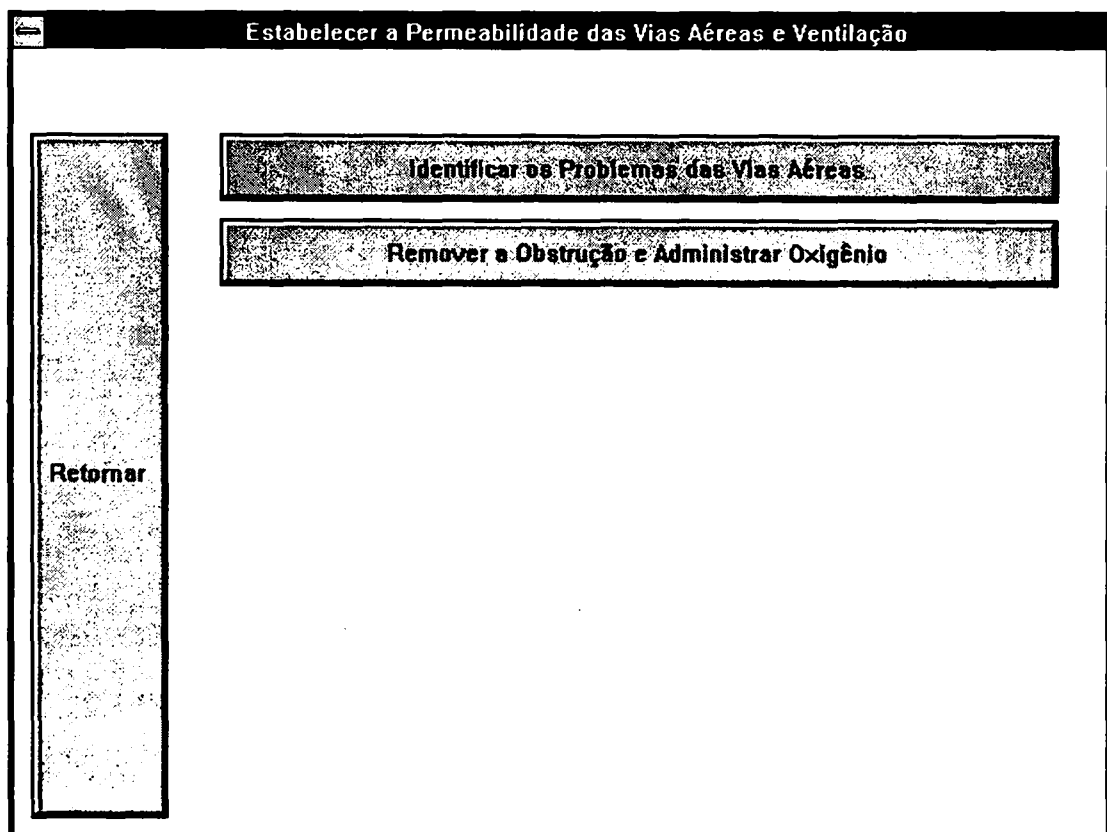 Estabelecer a Permeabilidade das Vias Aéreas e Ventilação
Identificar os Problemas das Vias Aéreas
Remover a Obstrução e Administrar Oxigênio
Retornar